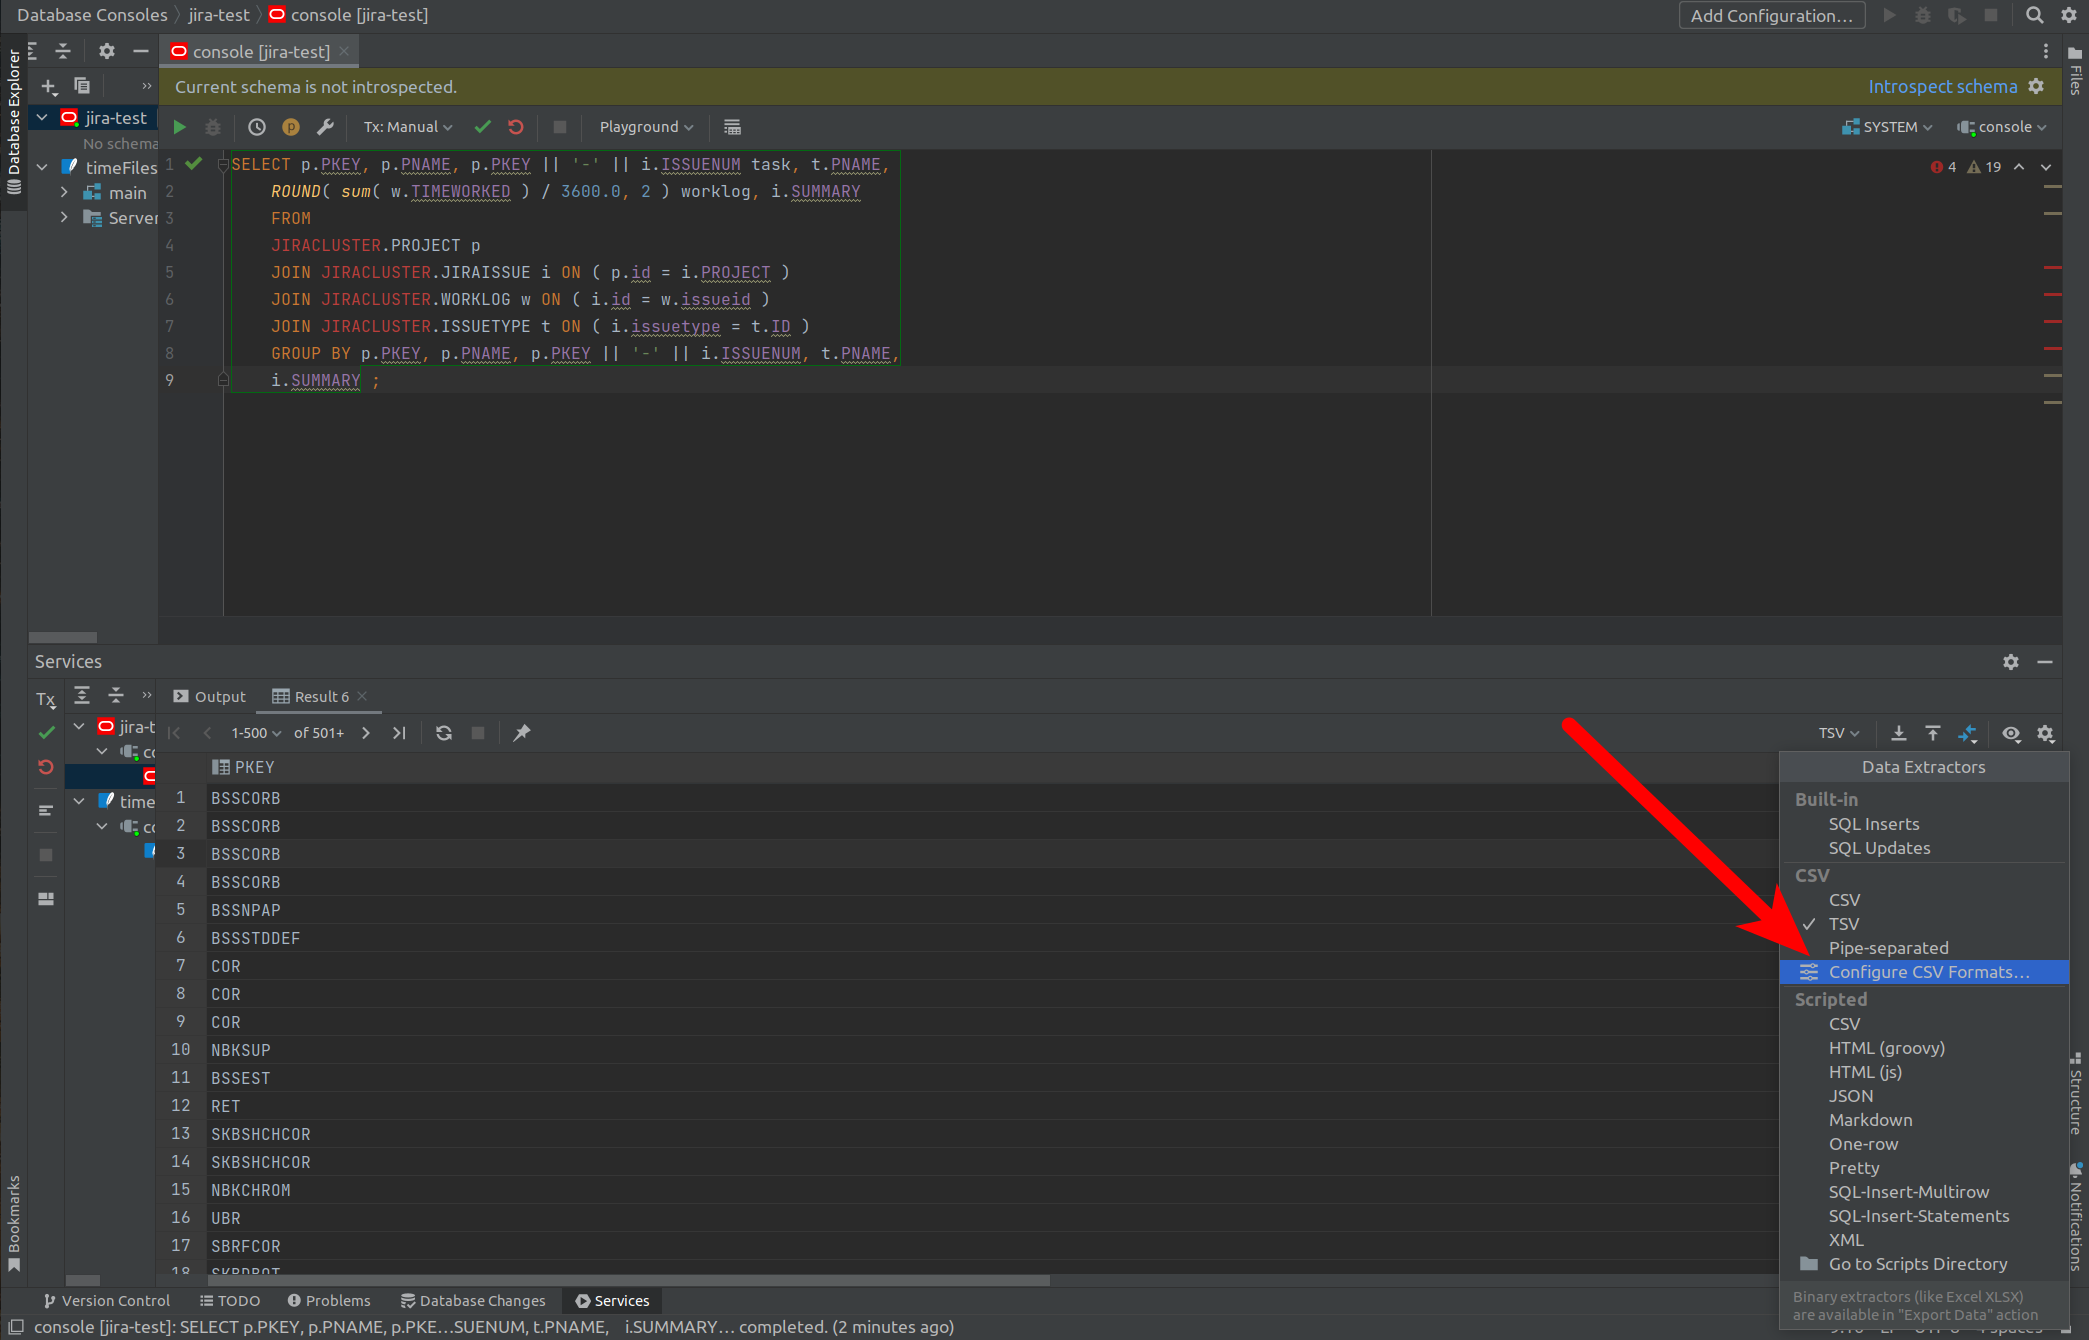 Database Consoles
jira-test
console [jira-test]
Add Configuration...
console [jira-test]
Current schema is not introspected.
Introspect schema
Database Explorer
Files
jira-test
No schema
timeFiles
main
Server
Tx: Manual
Playground
SYSTEM
console
4 19
1 SELECT p.PKEY, p.PNAME, p.PKEY || '-' || i.ISSUENUM task, t.PNAME,
2 ROUND( sum( w.TIMEWORKED ) / 3600.0, 2 ) worklog, i.SUMMARY
3 FROM
4 JIRACLUSTER.PROJECT p
5 JOIN JIRACLUSTER.JIRAISSUE i ON ( p.id = i.PROJECT )
6 JOIN JIRACLUSTER.WORKLOG w ON ( i.id = w.issueid )
7 JOIN JIRACLUSTER.ISSUETYPE t ON ( i.issuetype = t.ID )
8 GROUP BY p.PKEY, p.PNAME, p.PKEY || '-' || i.ISSUENUM, t.PNAME,
9 i.SUMMARY ;
Services
Tx
Output
Result 6
jira-t
co
time
co
1-500
of 501+
TSV
PKEY
1 BSSCORB
2 BSSCORB
3 BSSCORB
4 BSSCORB
5 BSSNPAP
6 BSSSTDDEF
7 COR
8 COR
9 COR
10 NBKSUP
11 BSSEST
12 RET
13 SKBSHCHCOR
14 SKBSHCHCOR
15 NBKCHROM
16 UBR
17 SBRFCOR
18 SKBDBOT
Data Extractors
Built-in
SQL Inserts
SQL Updates
CSV
CSV
TSV
Pipe-separated
Configure CSV Formats...
Scripted
CSV
HTML (groovy)
HTML (js)
JSON
Markdown
One-row
Pretty
SQL-Insert-Multirow
SQL-Insert-Statements
XML
Go to Scripts Directory
Binary extractors (like Excel XLSX)
are available in "Export Data" action
Structure
Notifications
Bookmarks
Version Control
TODO
Problems
Database Changes
Services
console [jira-test]: SELECT p.PKEY, p.PNAME, p.PKE...SUENUM, t.PNAME, i.SUMMARY... completed. (2 minutes ago)